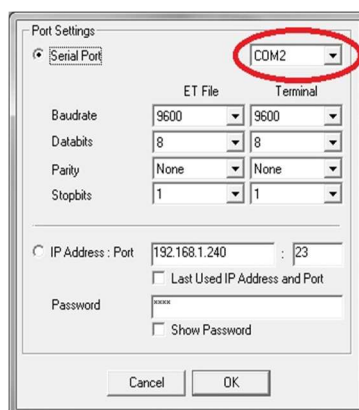 Port Settings
Serial Port COM2
ET File Terminal
Baudrate 9600 9600
Databits 8 8
Parity None None
Stopbits 1 1
IP Address : Port 192.168.1.240 : 23
Last Used IP Address and Port
Password xxxx
Show Password
Cancel OK